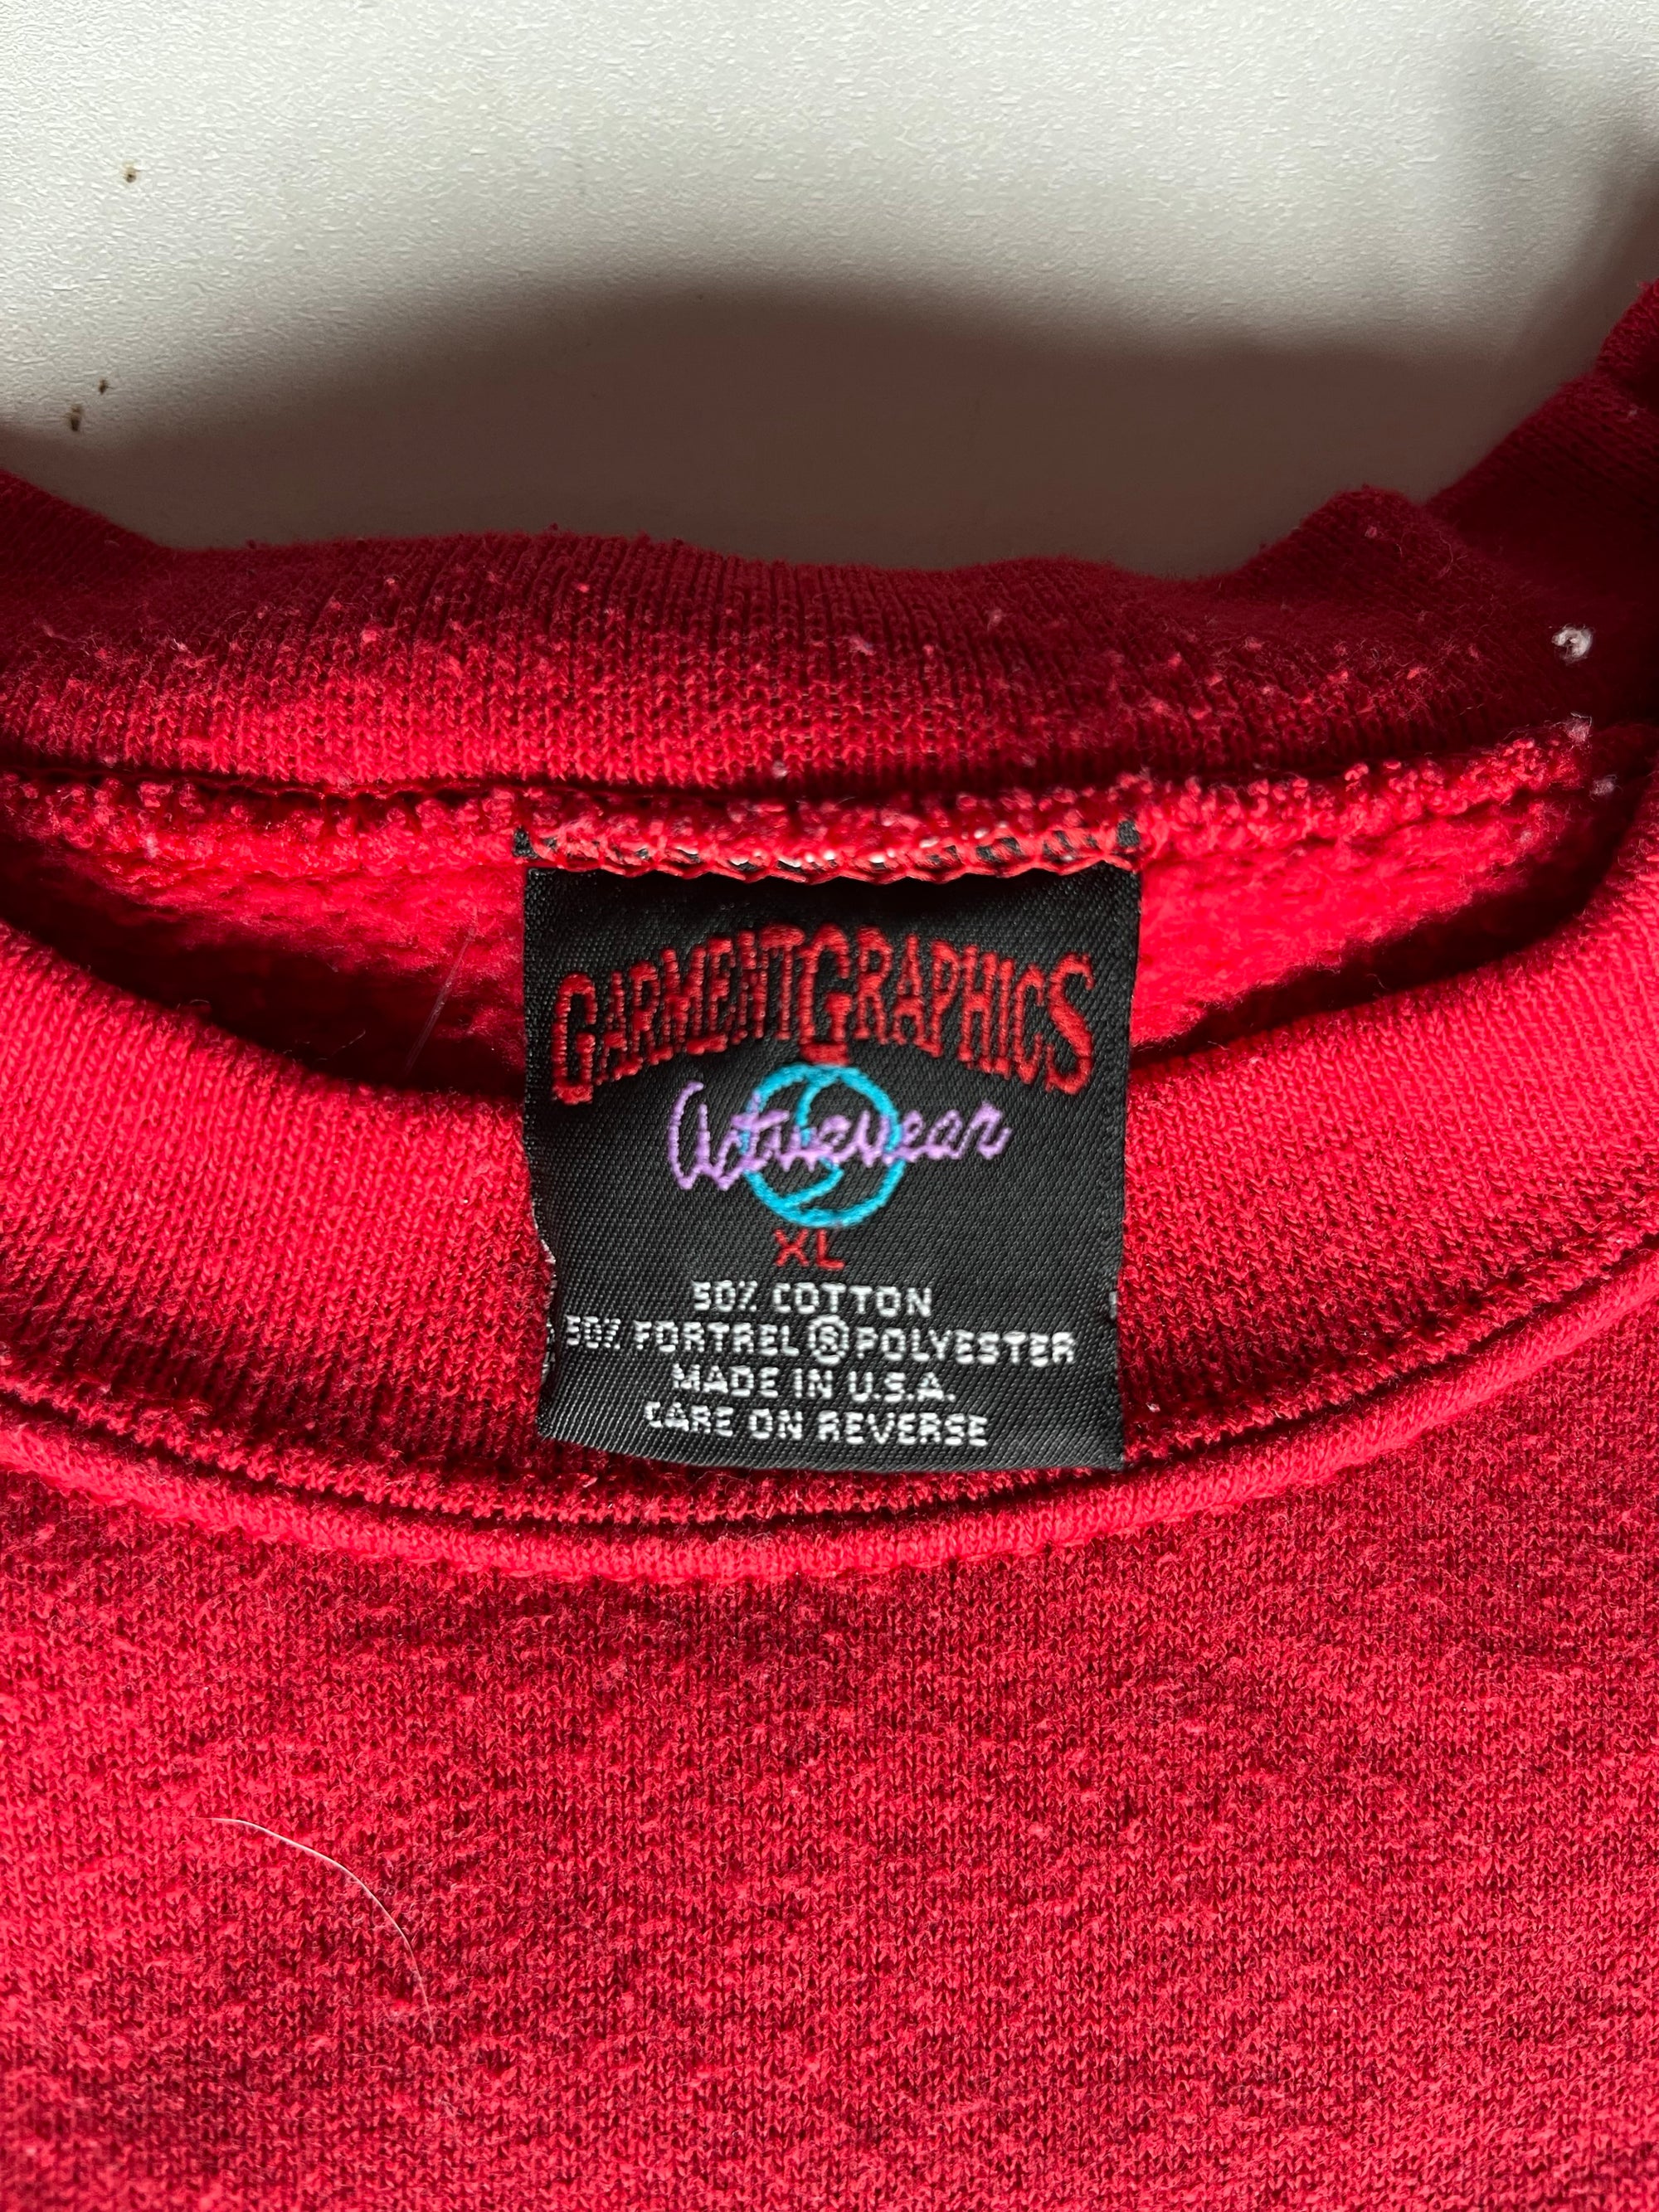 GARMENTGRAPHICS
Activewear
XL
50% COTTON
50% FORTREL ® POLYESTER
MADE IN U.S.A.
CARE ON REVERSE